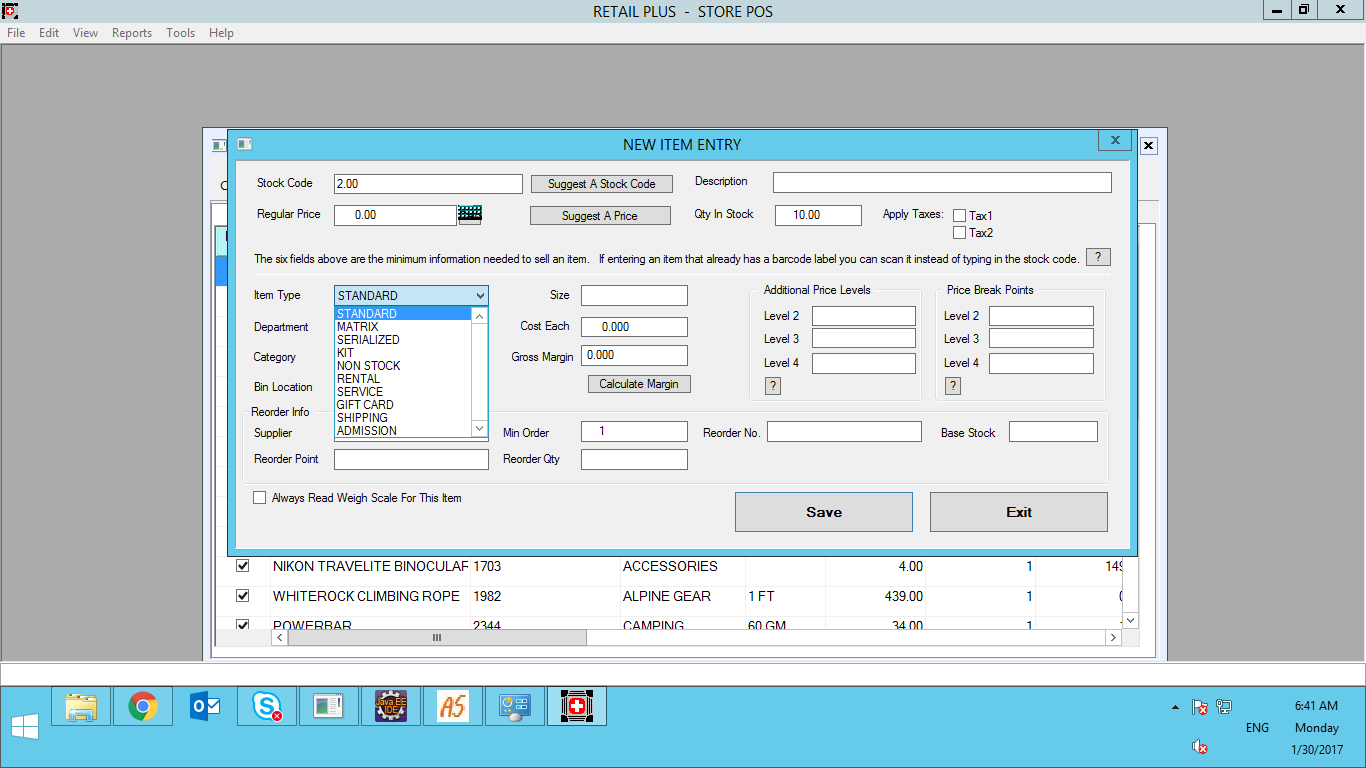 RETAIL PLUS - STORE POS
File Edit View Reports Tools Help
NEW ITEM ENTRY
Stock Code 2.00 Suggest A Stock Code Description
Regular Price 0.00 Suggest A Price Qty In Stock 10.00 Apply Taxes: Tax1
Tax2
The six fields above are the minimum information needed to sell an item. If entering an item that already has a barcode label you can scan it instead of typing in the stock code. ?
Item Type STANDARD Size Additional Price Levels Price Break Points
STANDARD
MATRIX
SERIALIZED
KIT
NON STOCK
RENTAL
SERVICE
GIFT CARD
SHIPPING
ADMISSION
Department Cost Each 0.000 Level 2 Level 2
Level 3 Level 3
Category Gross Margin 0.000 Level 4 Level 4
Bin Location Calculate Margin ? ?
Reorder Info
Supplier Min Order 1 Reorder No. Base Stock
Reorder Point Reorder Qty
Always Read Weigh Scale For This Item Save Exit
NIKON TRAVELITE BINOCULAR 1703 ACCESSORIES 4.00 1 149
WHITEROCK CLIMBING ROPE 1982 ALPINE GEAR 1 FT 439.00 1
POWERBAR 2344 CAMPING 60 GM 34.00 1
Java EE
IDE
AS
6:41 AM
ENG Monday
1/30/2017